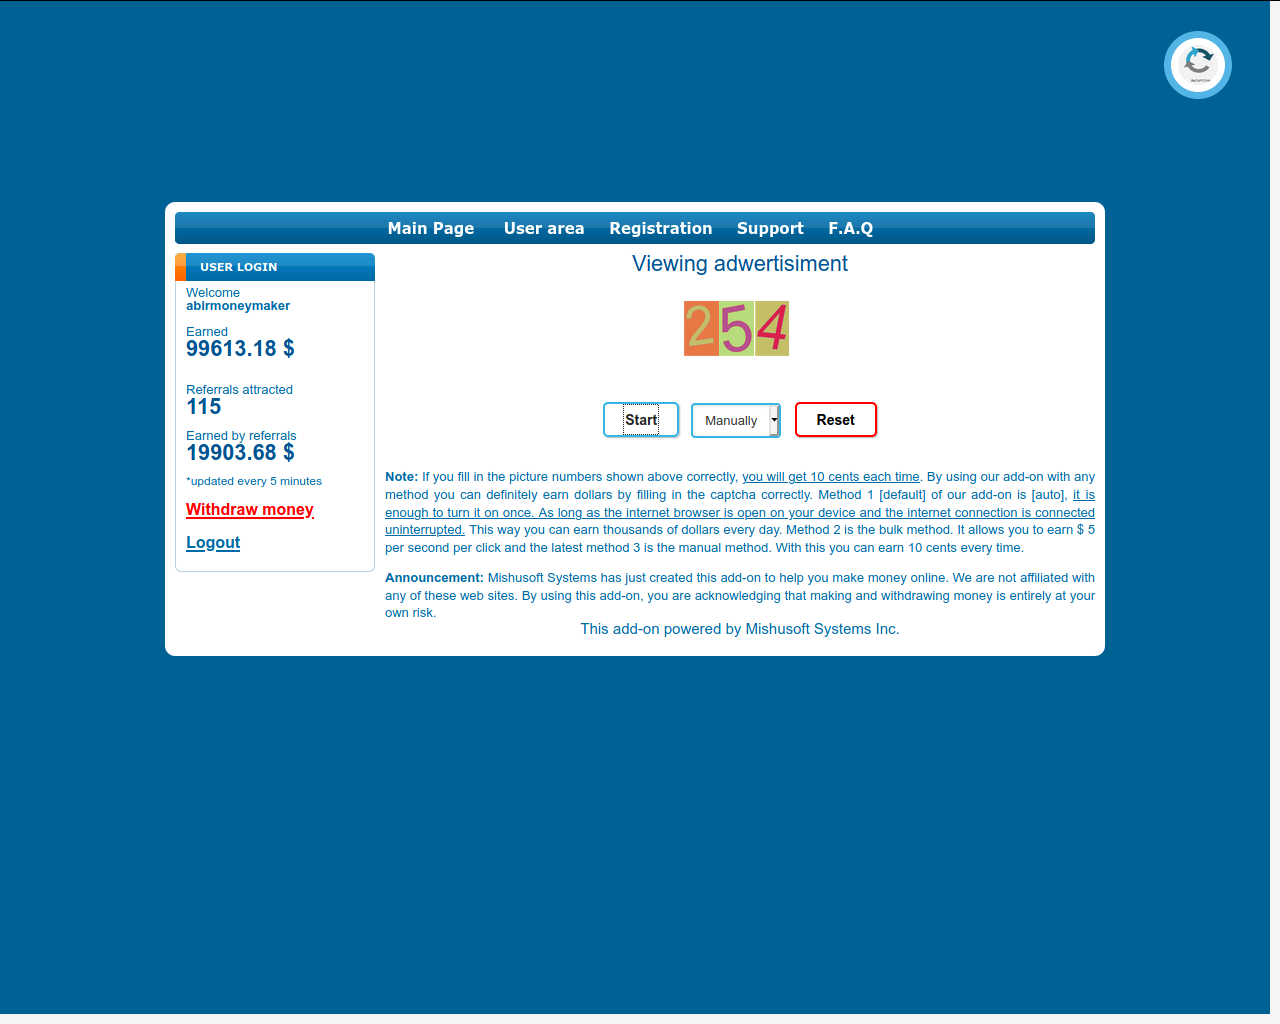 Main Page User area Registration Support F.A.Q
USER LOGIN
Welcome
abirmoneymaker
Earned
99613.18 $
Referrals attracted
115
Earned by referrals
19903.68 $
*updated every 5 minutes
Withdraw money
Logout
Viewing adwertisiment
254
Start Manually Reset
Note: If you fill in the picture numbers shown above correctly, you will get 10 cents each time. By using our add-on with any
method you can definitely earn dollars by filling in the captcha correctly. Method 1 [default] of our add-on is [auto], it is
enough to turn it on once. As long as the internet browser is open on your device and the internet connection is connected
uninterrupted. This way you can earn thousands of dollars every day. Method 2 is the bulk method. It allows you to earn $ 5
per second per click and the latest method 3 is the manual method. With this you can earn 10 cents every time.
Announcement: Mishusoft Systems has just created this add-on to help you make money online. We are not affiliated with
any of these web sites. By using this add-on, you are acknowledging that making and withdrawing money is entirely at your
own risk.
This add-on powered by Mishusoft Systems Inc.